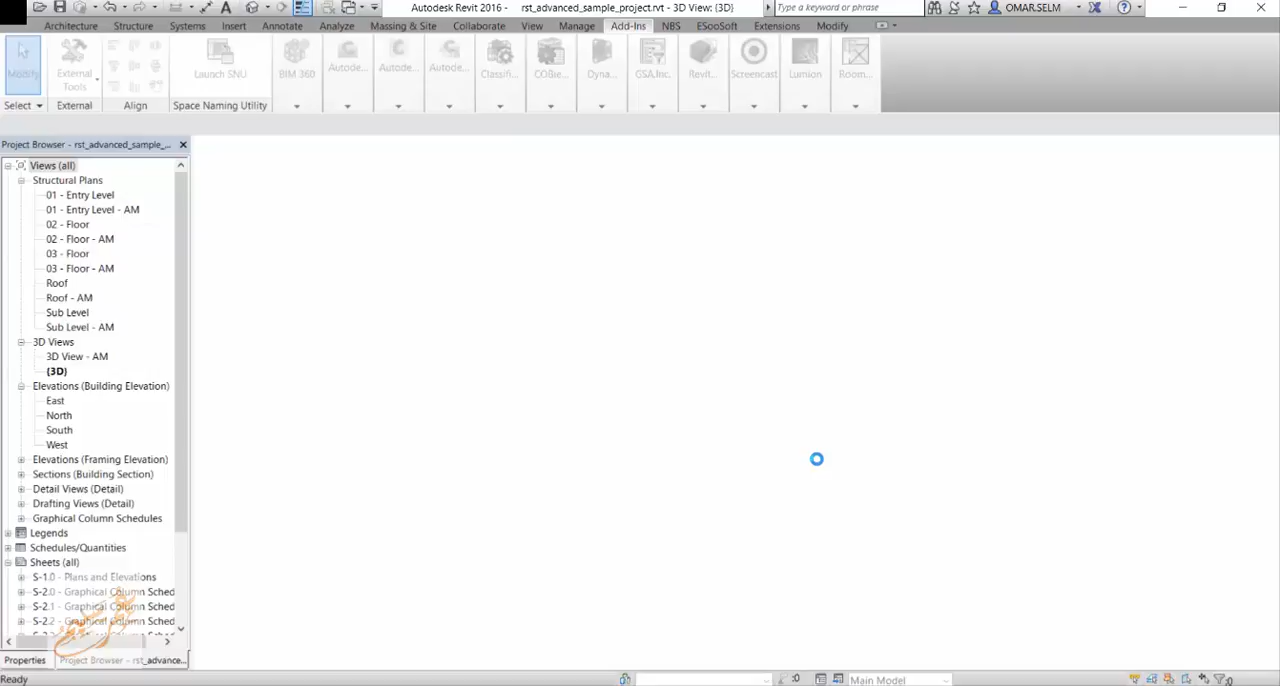 Autodesk Revit 2016 - rst_advanced_sample_project.rvt - 3D View: {3D}
Type a keyword or phrase
OMAR.SELM
Architecture Structure Systems Insert Annotate Analyze Massing & Site Collaborate View Manage Add-Ins NBS ESooSoft Extensions Modify
Modify
External Tools
Launch SNU
BIM 360
Autode...
Autode...
Autode...
Classifi...
COBie...
Dyna...
GSA,Inc.
Revit...
Screencast
Lumion
Room...
Select
External
Align
Space Naming Utility
Project Browser - rst_advanced_sample_...
Views (all)
Structural Plans
01 - Entry Level
01 - Entry Level - AM
02 - Floor
02 - Floor - AM
03 - Floor
03 - Floor - AM
Roof
Roof - AM
Sub Level
Sub Level - AM
3D Views
3D View - AM
{3D}
Elevations (Building Elevation)
East
North
South
West
Elevations (Framing Elevation)
Sections (Building Section)
Detail Views (Detail)
Drafting Views (Detail)
Graphical Column Schedules
Legends
Schedules/Quantities
Sheets (all)
S-1.0 - Plans and Elevations
S-2.0 - Graphical Column Sched
S-2.1 - Graphical Column Sched
S-2.2 - Graphical Column Sched
Properties
Project Browser - rst_advance...
Ready
:0
Main Model
:0